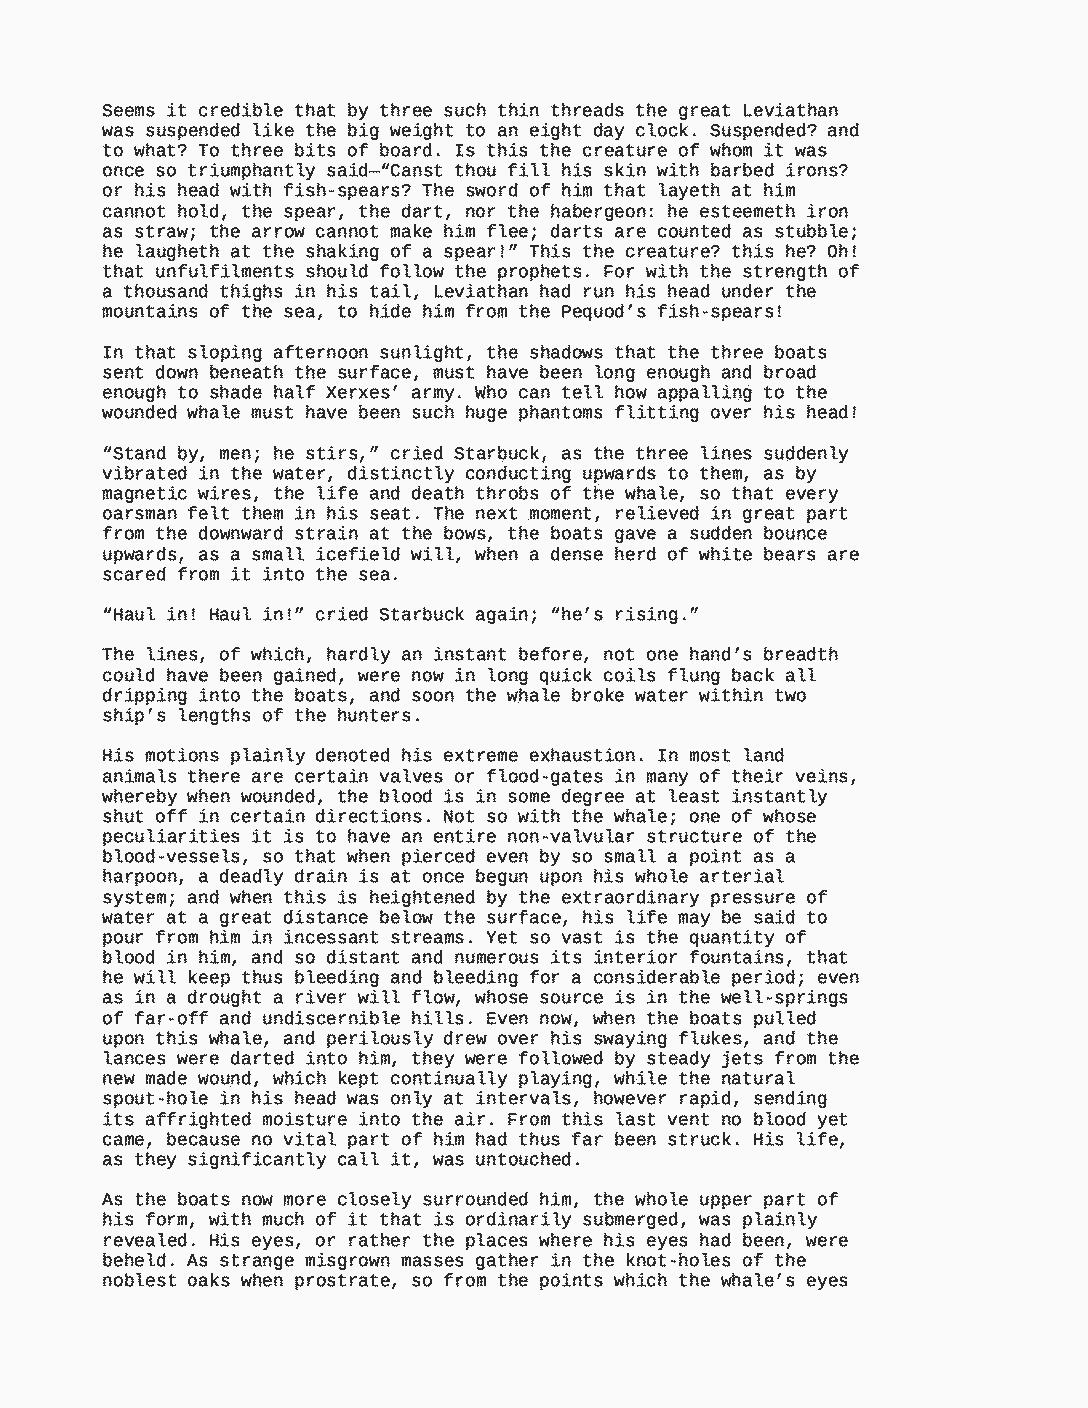 Seems it credible that by three such thin threads the great Leviathan
was suspended like the big weight to an eight day clock. Suspended? and
to what? To three bits of board. Is this the creature of whom it was
once so triumphantly said—“Canst thou fill his skin with barbed irons?
or his head with fish-spears? The sword of him that layeth at him
cannot hold, the spear, the dart, nor the habergeon: he esteemeth iron
as straw; the arrow cannot make him flee; darts are counted as stubble;
he laugheth at the shaking of a spear!” This the creature? this he? Oh!
that unfulfilments should follow the prophets. For with the strength of
a thousand thighs in his tail, Leviathan had run his head under the
mountains of the sea, to hide him from the Pequod’s fish-spears!

In that sloping afternoon sunlight, the shadows that the three boats
sent down beneath the surface, must have been long enough and broad
enough to shade half Xerxes’ army. Who can tell how appalling to the
wounded whale must have been such huge phantoms flitting over his head!

“Stand by, men; he stirs,” cried Starbuck, as the three lines suddenly
vibrated in the water, distinctly conducting upwards to them, as by
magnetic wires, the life and death throbs of the whale, so that every
oarsman felt them in his seat. The next moment, relieved in great part
from the downward strain at the bows, the boats gave a sudden bounce
upwards, as a small icefield will, when a dense herd of white bears are
scared from it into the sea.

“Haul in! Haul in!” cried Starbuck again; “he’s rising.”

The lines, of which, hardly an instant before, not one hand’s breadth
could have been gained, were now in long quick coils flung back all
dripping into the boats, and soon the whale broke water within two
ship’s lengths of the hunters.

His motions plainly denoted his extreme exhaustion. In most land
animals there are certain valves or flood-gates in many of their veins,
whereby when wounded, the blood is in some degree at least instantly
shut off in certain directions. Not so with the whale; one of whose
peculiarities it is to have an entire non-valvular structure of the
blood-vessels, so that when pierced even by so small a point as a
harpoon, a deadly drain is at once begun upon his whole arterial
system; and when this is heightened by the extraordinary pressure of
water at a great distance below the surface, his life may be said to
pour from him in incessant streams. Yet so vast is the quantity of
blood in him, and so distant and numerous its interior fountains, that
he will keep thus bleeding and bleeding for a considerable period; even
as in a drought a river will flow, whose source is in the well-springs
of far-off and undiscernible hills. Even now, when the boats pulled
upon this whale, and perilously drew over his swaying flukes, and the
lances were darted into him, they were followed by steady jets from the
new made wound, which kept continually playing, while the natural
spout-hole in his head was only at intervals, however rapid, sending
its affrighted moisture into the air. From this last vent no blood yet
came, because no vital part of him had thus far been struck. His life,
as they significantly call it, was untouched.

As the boats now more closely surrounded him, the whole upper part of
his form, with much of it that is ordinarily submerged, was plainly
revealed. His eyes, or rather the places where his eyes had been, were
beheld. As strange misgrown masses gather in the knot-holes of the
noblest oaks when prostrate, so from the points which the whale’s eyes